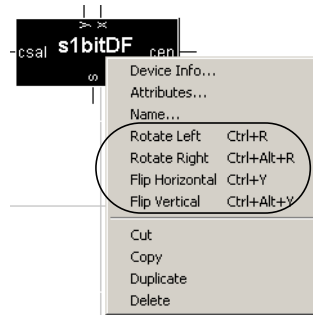 Y X
csal s1bitDF cen
s
Device Info...
Attributes...
Name...
Rotate Left Ctrl+R
Rotate Right Ctrl+Alt+R
Flip Horizontal Ctrl+Y
Flip Vertical Ctrl+Alt+Y
Cut
Copy
Duplicate
Delete